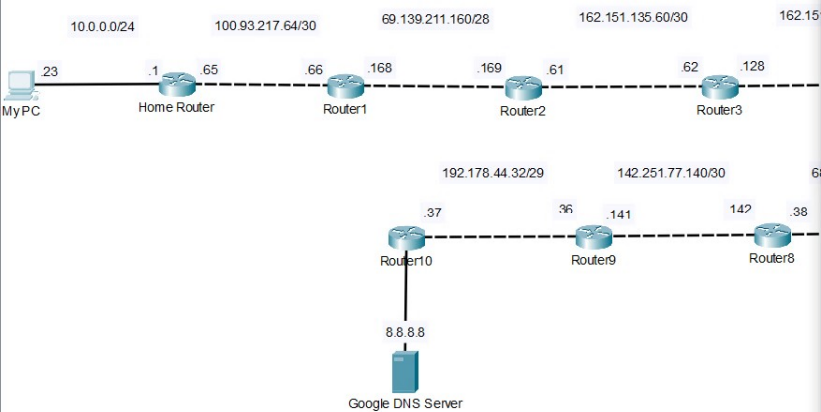 10.0.0.0/24
100.93.217.64/30
69.139.211.160/28
162.151.135.60/30
162.15
.23
.1
.65
.66
.168
.169
.61
.62
.128
MyPC
Home Router
Router1
Router2
Router3
192.178.44.32/29
142.251.77.140/30
.37
36
.141
142
.38
Router10
Router9
Router8
8.8.8.8
Google DNS Server